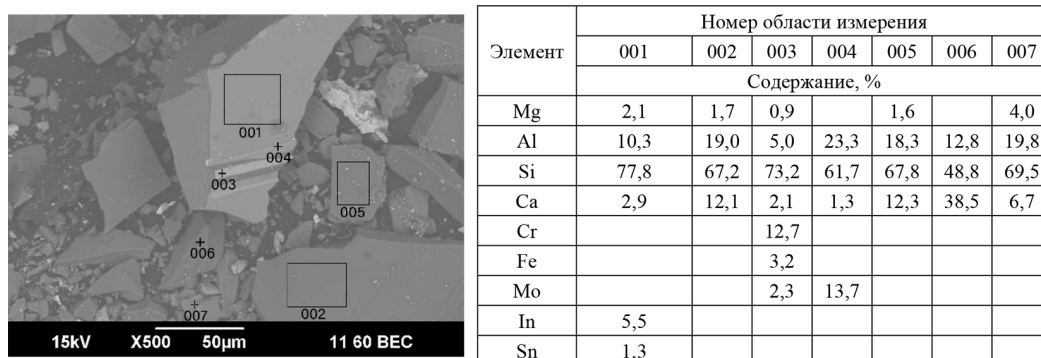 001
004
003
005
006
007
002
15kV X500 50µm 11 60 BEC
Элемент Номер области измерения
001 002 003 004 005 006 007
Содержание, %
Mg 2,1 1,7 0,9 1,6 4,0
Al 10,3 19,0 5,0 23,3 18,3 12,8 19,8
Si 77,8 67,2 73,2 61,7 67,8 48,8 69,5
Ca 2,9 12,1 2,1 1,3 12,3 38,5 6,7
Cr 12,7
Fe 3,2
Mo 2,3 13,7
In 5,5
Sn 1,3